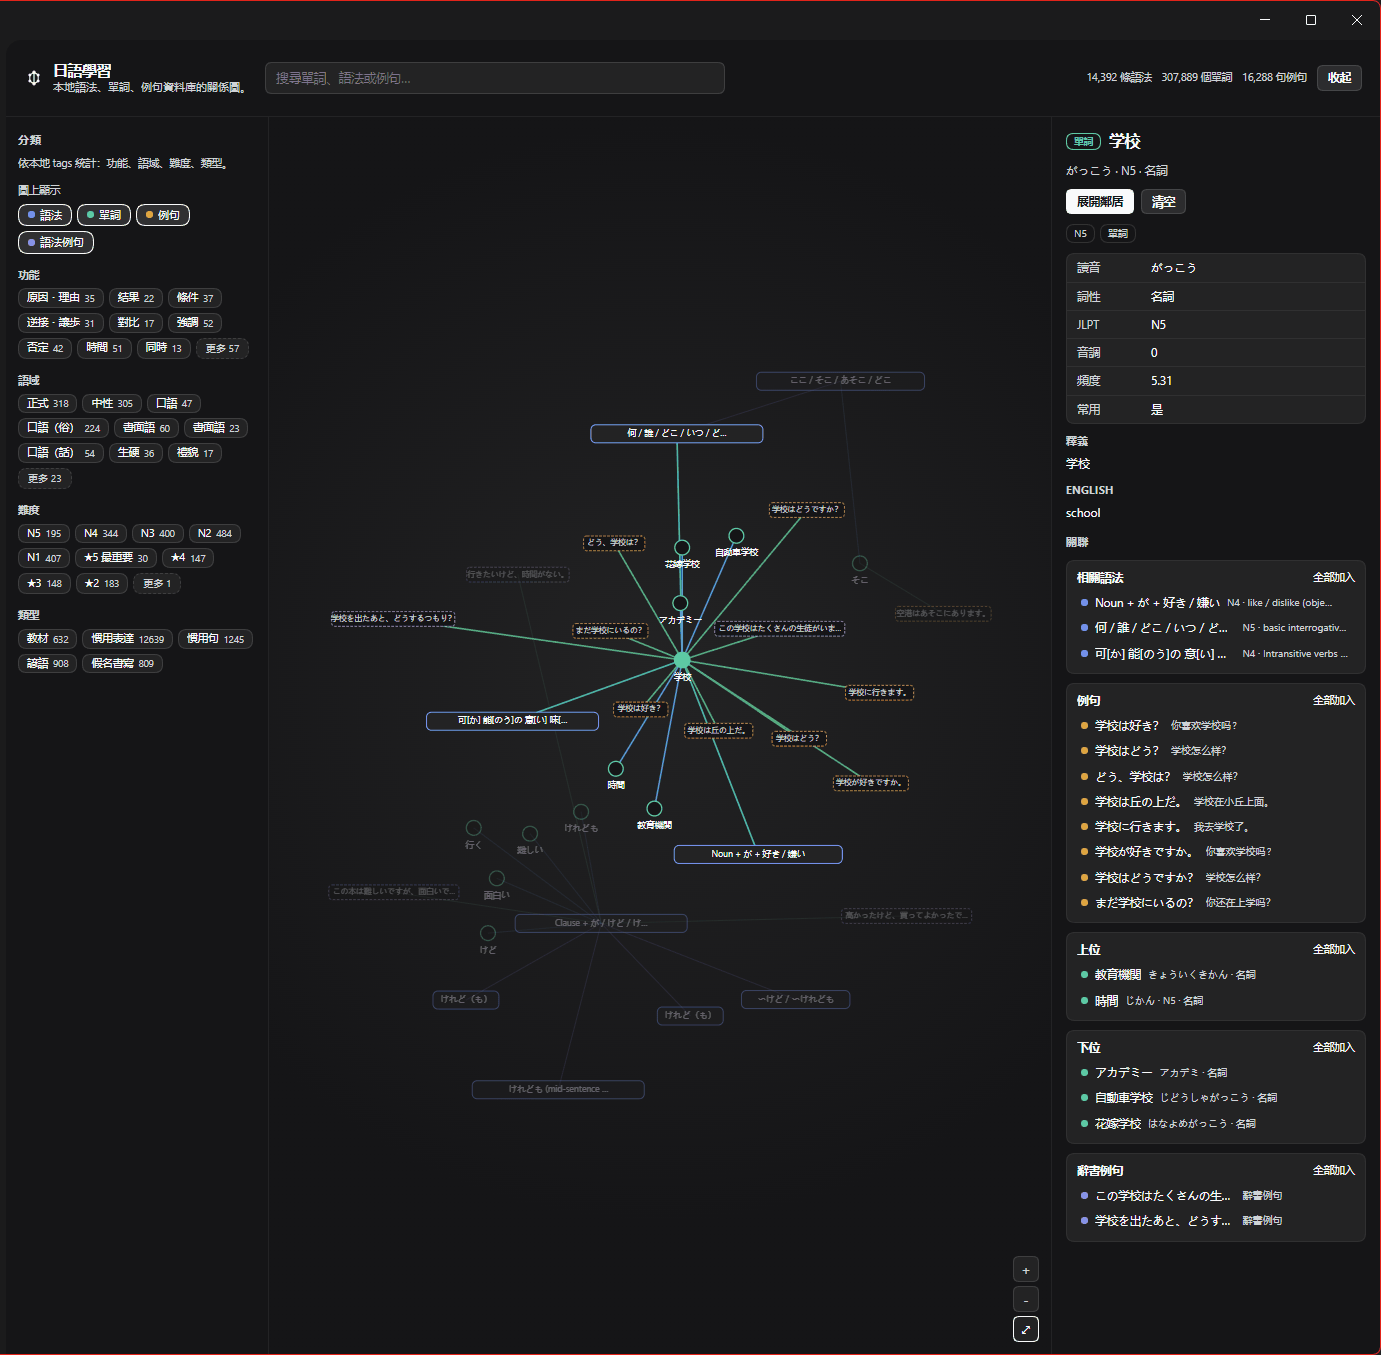 日語學習
本地語法、單詞、例句資料庫的關係圖。
搜尋單詞、語法或例句...
14,392 條語法 307,889 個單詞 16,288 句例句 收起
分類
依本地 tags 統計：功能、語域、難度、類型。
圖上顯示
語法 單詞 例句
語法例句
功能
原因・理由 35 結果 22 條件 37
逆接・讓步 31 對比 17 強調 52
否定 42 時間 51 同時 13 更多 57
語域
正式 318 中性 305 口語 47
口語（俗） 224 書面語 60 書面語 23
口語（話） 54 生硬 36 禮貌 17
更多 23
難度
N5 195 N4 344 N3 400 N2 484
N1 407 ★5 最重要 30 ★4 147
★3 148 ★2 183 更多 1
類型
教材 632 慣用表達 12639 慣用句 1245
諺語 908 假名書寫 809
ここ / そこ / あそこ / どこ
何 / 誰 / どこ / いつ / ど...
学校はどうですか?
どう、学校は?
自動車学校
花嫁学校
行きたいけど、時間がない。
そこ
アカデミー
空港はあそこにあります。
学校を出たあと、どうするつもり?
まだ学校にいるの?
この学校はたくさんの生徒がいま...
学校
学校に行きます。
学校は好き?
可[か] 能[のう]の 意[い] 味[...
学校は丘の上だ。
学校はどう?
時間
学校が好きですか。
教育機関
けれども
行く
難しい
Noun + が + 好き / 嫌い
面白い
この本は難しいですが、面白いで...
高かったけど、買ってよかったで...
Clause + が / けど / け...
けど
けれど（も）
〜けど / 〜けれども
けれど（も）
けれども (mid-sentence ...
+
-
單詞 学校
がっこう · N5 · 名詞
展開鄰居 清空
N5 單詞
讀音 がっこう
詞性 名詞
JLPT N5
音調 0
頻度 5.31
常用 是
釋義
学校
ENGLISH
school
關聯
相關語法 全部加入
Noun + が + 好き / 嫌い N4 · like / dislike (obje...
何 / 誰 / どこ / いつ / ど... N5 · basic interrogativ...
可[か] 能[のう]の 意[い] ... N4 · Intransitive verbs ...
例句 全部加入
学校は好き? 你喜欢学校吗?
学校はどう? 学校怎么样?
どう、学校は? 学校怎么样?
学校は丘の上だ。 学校在小丘上面。
学校に行きます。 我去学校了。
学校が好きですか。 你喜欢学校吗?
学校はどうですか? 学校怎么样?
まだ学校にいるの? 你还在上学吗?
上位 全部加入
教育機関 きょういくきかん · 名詞
時間 じかん · N5 · 名詞
下位 全部加入
アカデミー アカデミ · 名詞
自動車学校 じどうしゃがっこう · 名詞
花嫁学校 はなよめがっこう · 名詞
辭書例句 全部加入
この学校はたくさんの生... 辭書例句
学校を出たあと、どうす... 辭書例句